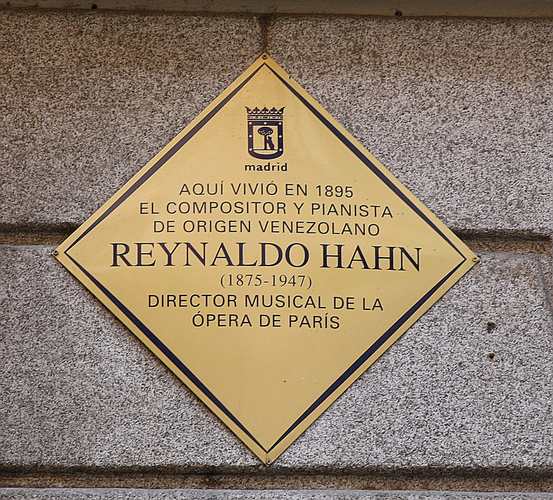 madrid
AQUÍ VIVIÓ EN 1895
EL COMPOSITOR Y PIANISTA
DE ORIGEN VENEZOLANO
REYNALDO HAHN
(1875-1947)
DIRECTOR MUSICAL DE LA
ÓPERA DE PARÍS